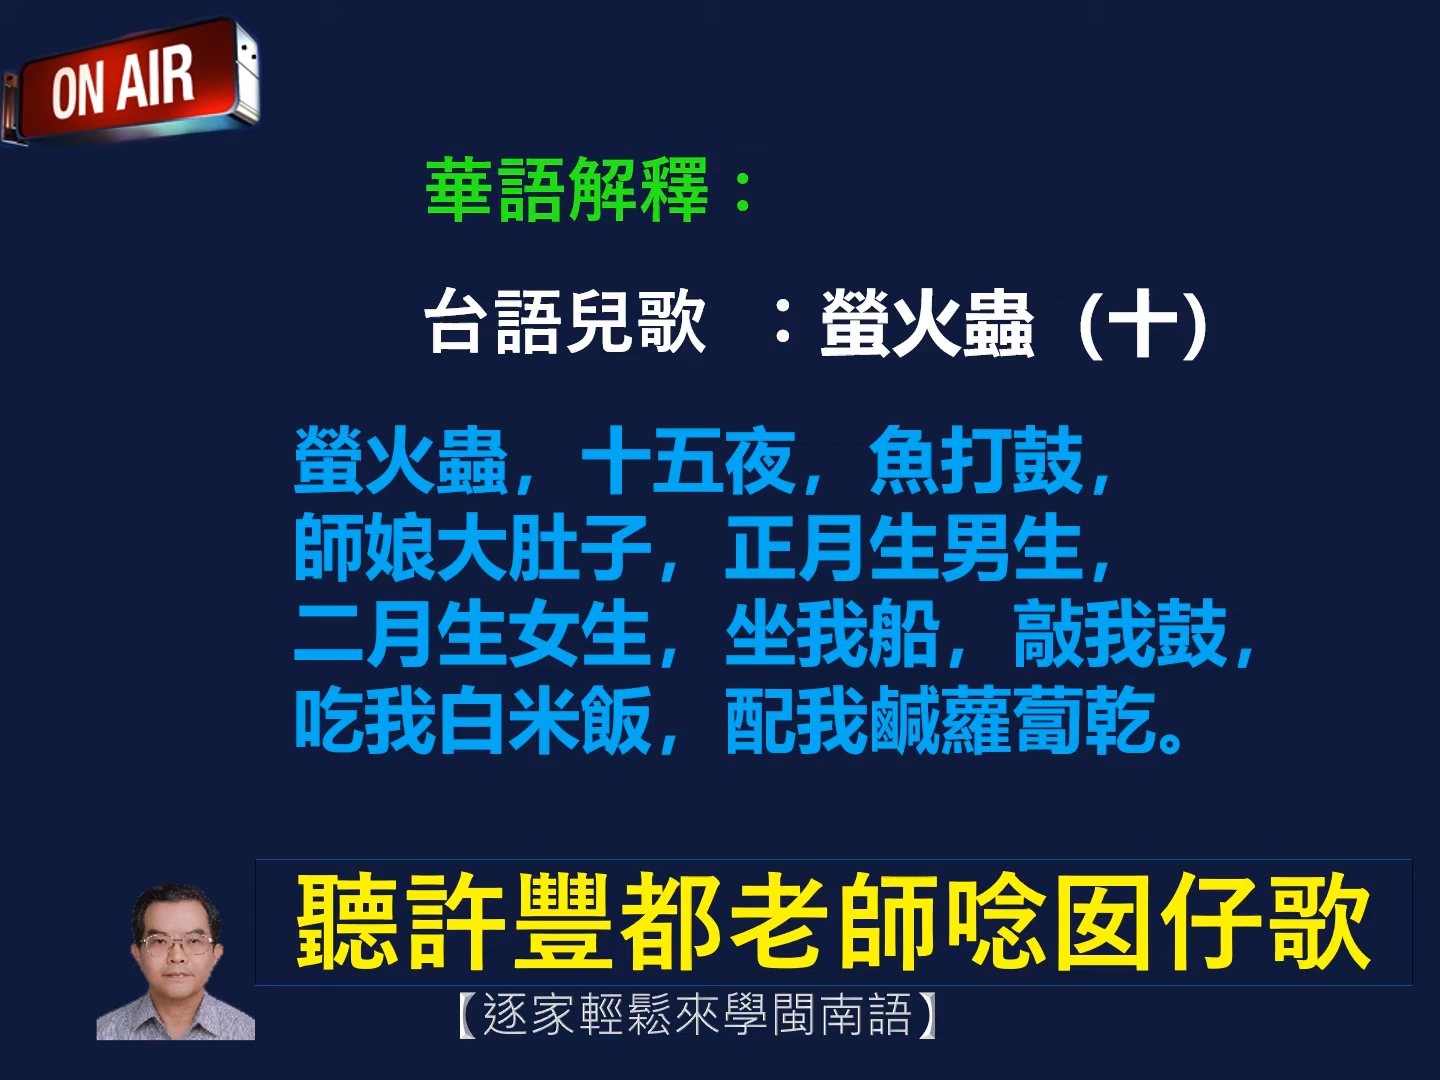 ON AIR
華語解釋：
台語兒歌 ：螢火蟲（十）
螢火蟲，十五夜，魚打鼓，
師娘大肚子，正月生男生，
二月生女生，坐我船，敲我鼓，
吃我白米飯，配我鹹蘿蔔乾。
聽許豐都老師唸囡仔歌
【逐家輕鬆來學閩南語】